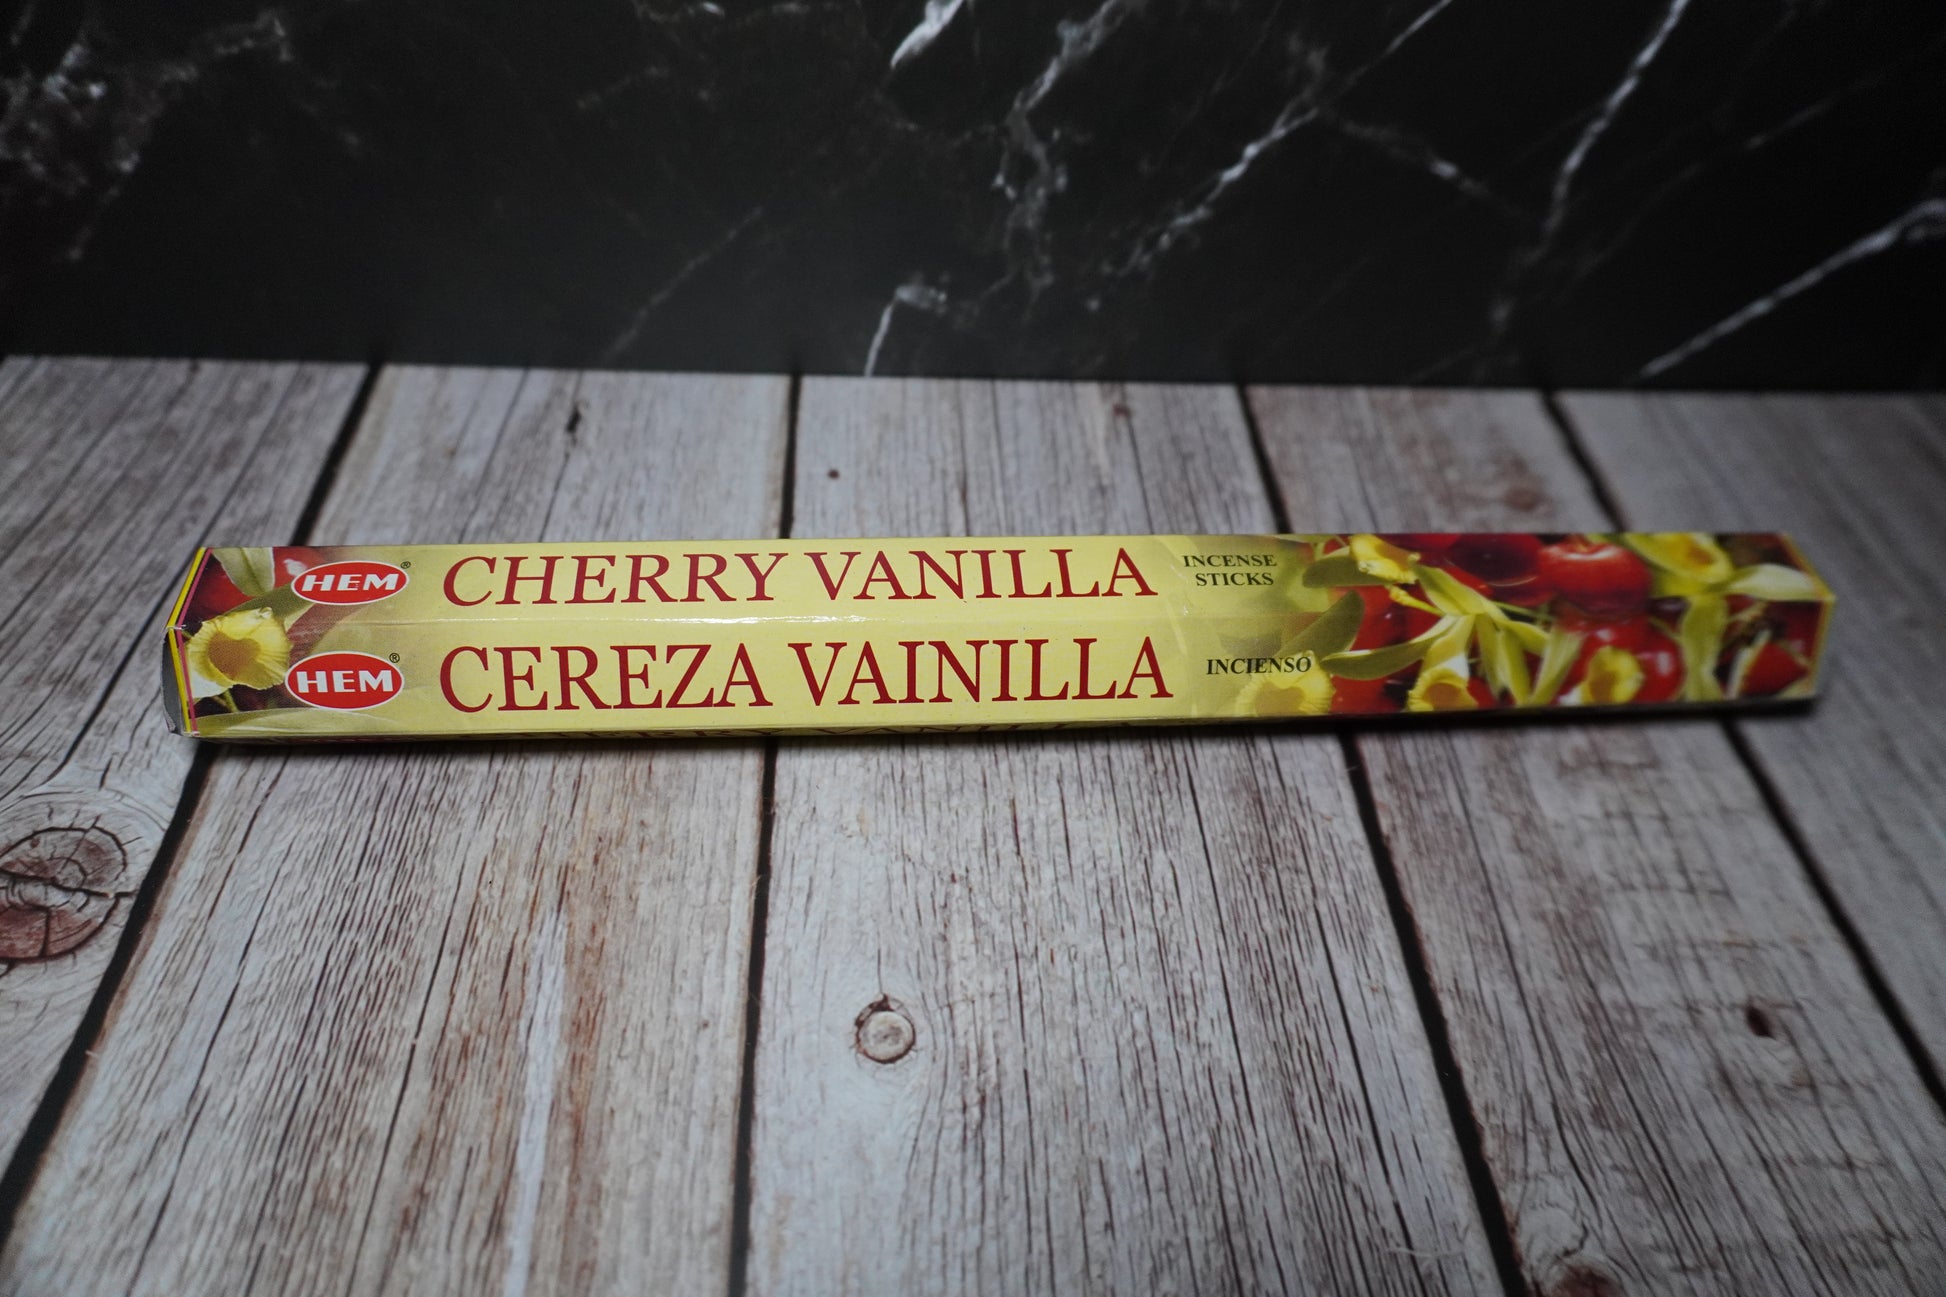 HEM® CHERRY VANILLA INCENSE STICKS
HEM® CEREZA VAINILLA INCIENSO